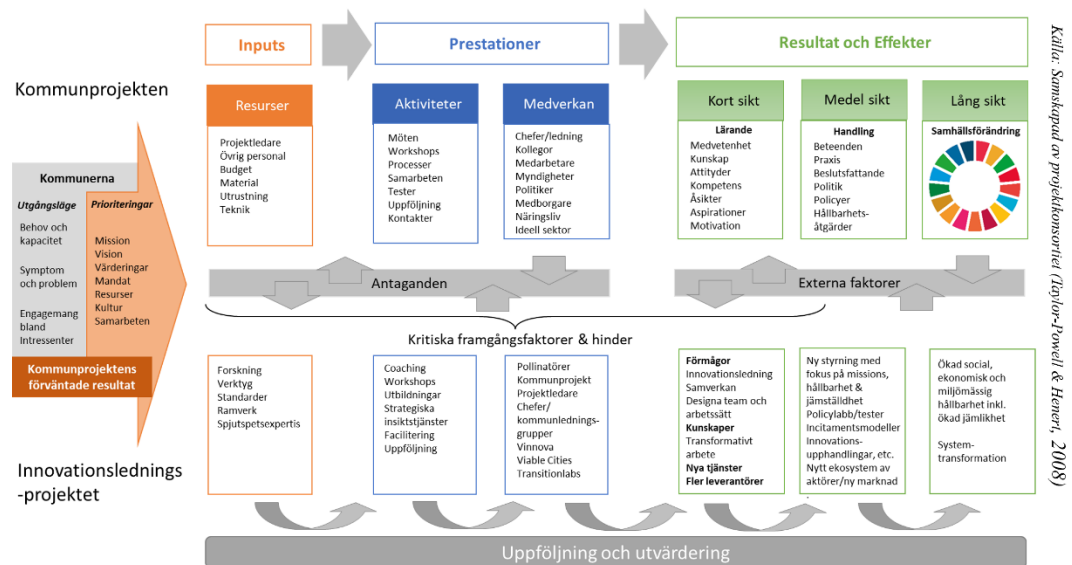 Inputs
Prestationer
Resultat och Effekter
Kommunprojekten
Resurser
Projektledare
Övrig personal
Budget
Material
Utrustning
Teknik
Aktiviteter
Möten
Workshops
Processer
Samarbeten
Tester
Uppföljning
Kontakter
Medverkan
Chefer/ledning
Kollegor
Medarbetare
Myndigheter
Politiker
Medborgare
Näringsliv
Ideell sektor
Kort sikt
Lärande
Medvetenhet
Kunskap
Attityder
Kompetens
Åsikter
Aspirationer
Motivation
Medel sikt
Handling
Beteenden
Praxis
Beslutsfattande
Politik
Policyer
Hållbarhets-
åtgärder
Lång sikt
Samhällsförändring
Kommunerna
Utgångsläge
Behov och
kapacitet
Symptom
och problem
Engagemang
bland
Intressenter
Prioriteringar
Mission
Vision
Värderingar
Mandat
Resurser
Kultur
Samarbeten
Kommunprojektens
förväntade resultat
Antaganden
Externa faktorer
Kritiska framgångsfaktorer & hinder
Innovationslednings
-projektet
Forskning
Verktyg
Standarder
Ramverk
Spjutspetsexpertis
Coaching
Workshops
Utbildningar
Strategiska
insiktstjänster
Facilitering
Uppföljning
Pollinatörer
Kommunprojekt
Projektledare
Chefer/
kommunlednings-
grupper
Vinnova
Viable Cities
Transitionlabs
Förmågor
Innovationsledning
Samverkan
Designa team och
arbetssätt
Kunskaper
Transformativt
arbete
Nya tjänster
Fler leverantörer
Ny styrning med
fokus på missions,
hållbarhet &
jämställdhet
Policylabb/tester
Incitamentsmodeller
Innovations-
upphandlingar, etc.
Nytt ekosystem av
aktörer/ny marknad
Ökad social,
ekonomisk och
miljömässig
hållbarhet inkl.
ökad jämlikhet
System-
transformation
Uppföljning och utvärdering
Källa: Samskapad av projektkonsortiet (Taylor-Powell & Henert, 2008)